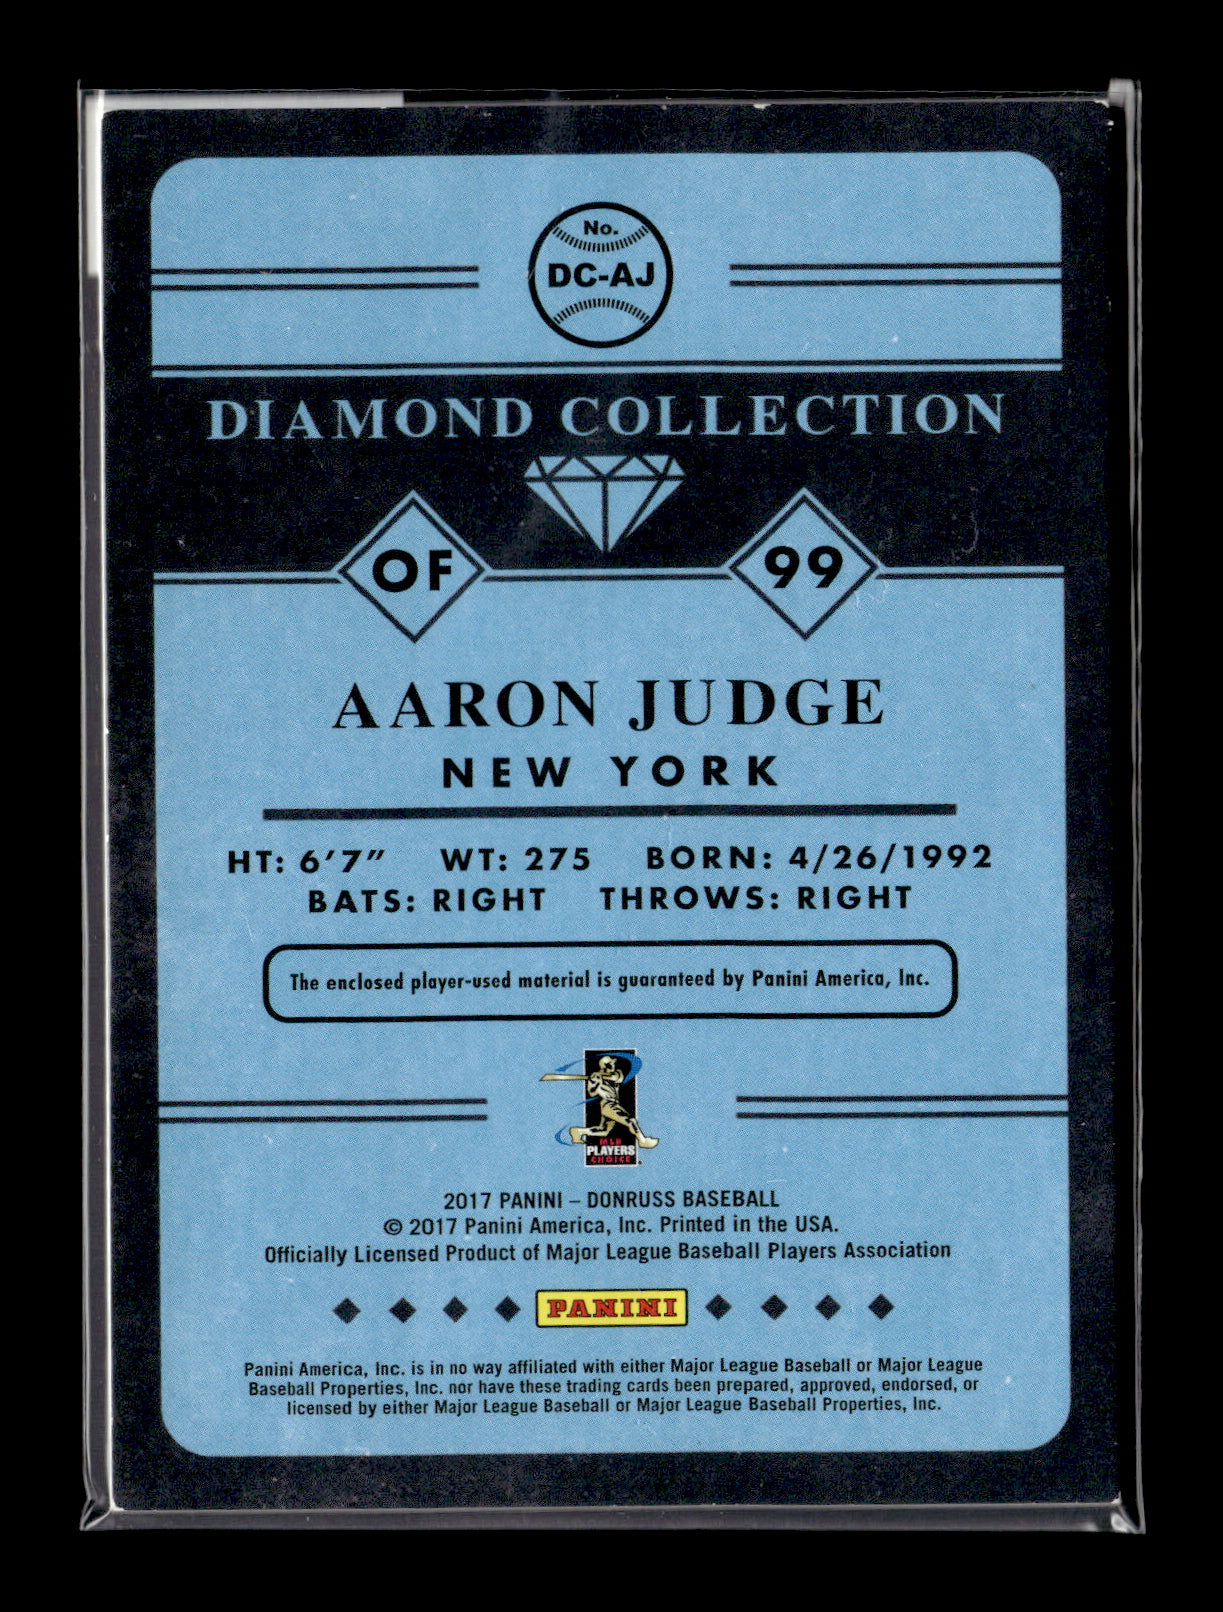 No.
DC-AJ
DIAMOND COLLECTION
OF
99
AARON JUDGE
NEW YORK
HT: 6'7" WT: 275 BORN: 4/26/1992
BATS: RIGHT THROWS: RIGHT
The enclosed player-used material is guaranteed by Panini America, Inc.
MLB
PLAYERS
CHOICE
2017 PANINI – DONRUSS BASEBALL
© 2017 Panini America, Inc. Printed in the USA.
Officially Licensed Product of Major League Baseball Players Association
PANINI
Panini America, Inc. is in no way affiliated with either Major League Baseball or Major League
Baseball Properties, Inc. nor have these trading cards been prepared, approved, endorsed, or
licensed by either Major League Baseball or Major League Baseball Properties, Inc.